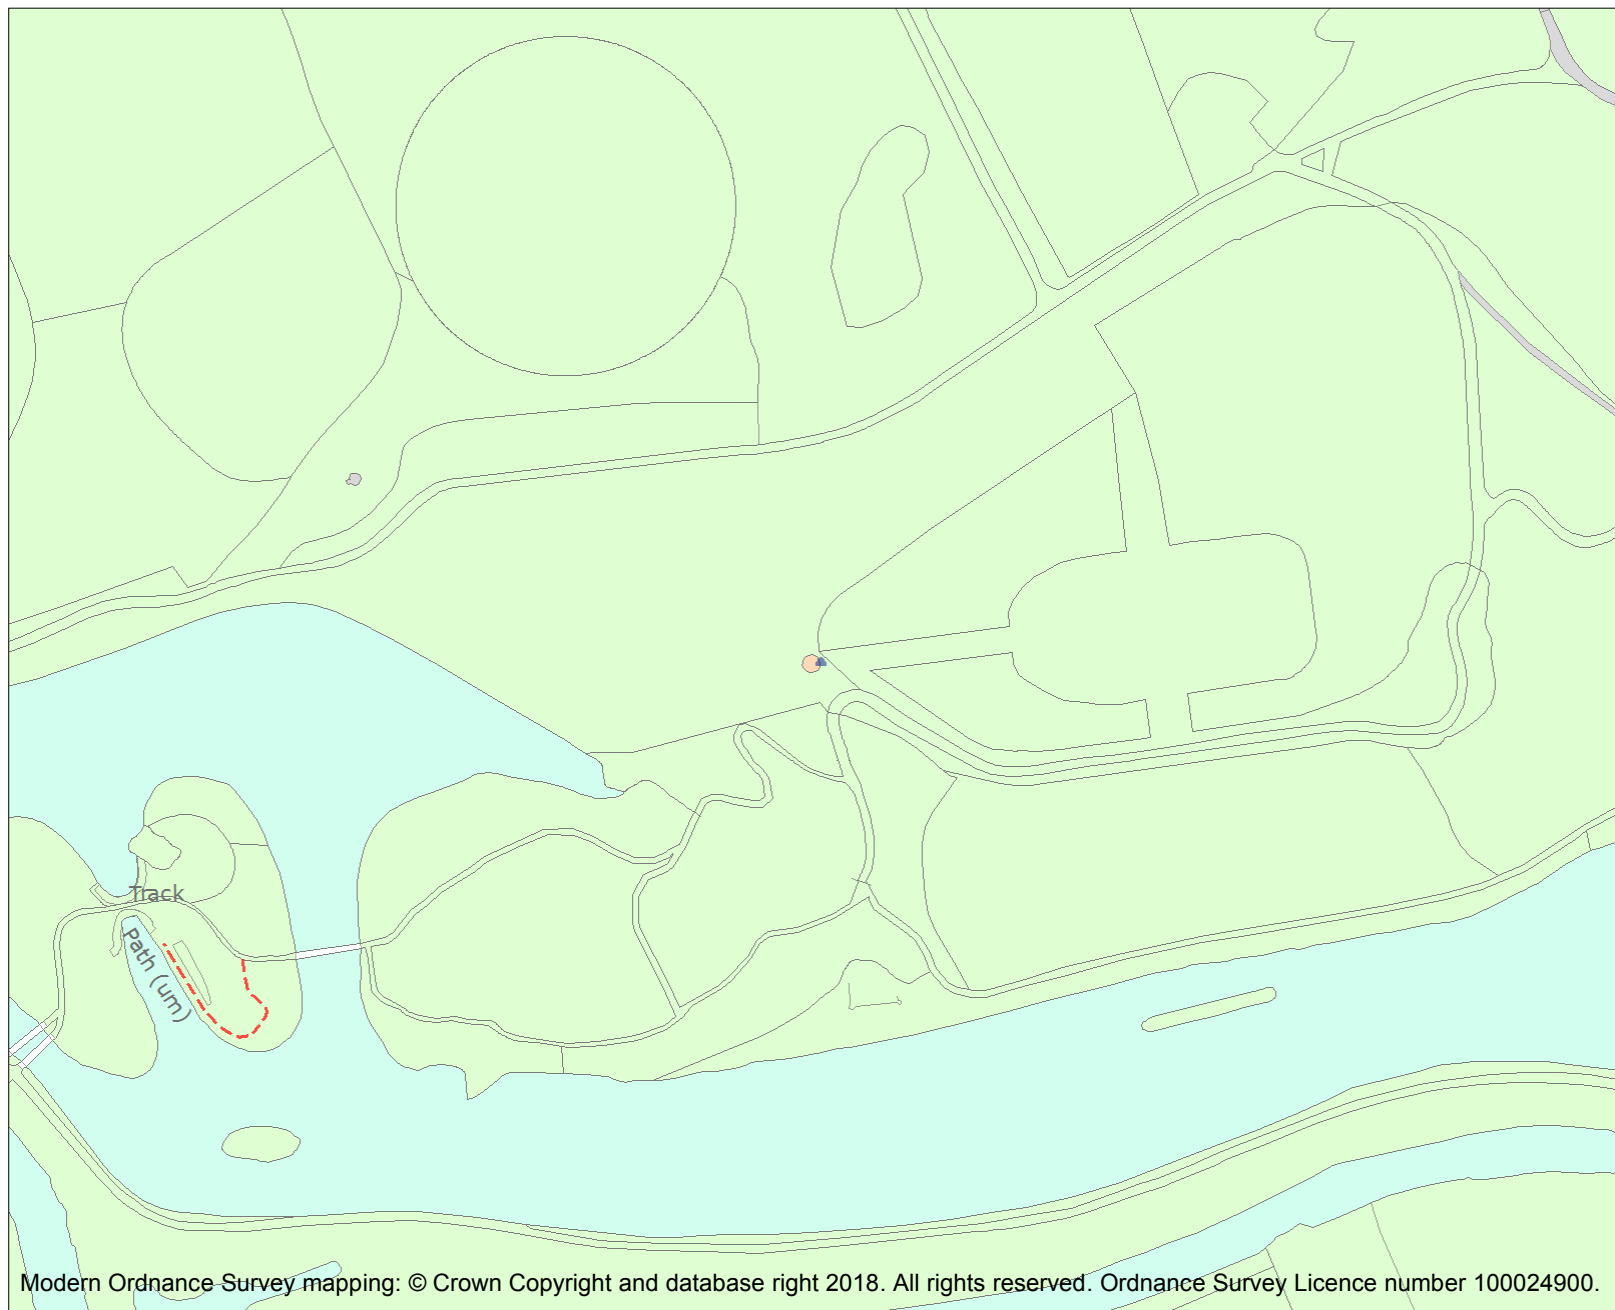 Track
Path (um)
Modern Ordnance Survey mapping: © Crown Copyright and database right 2018. All rights reserved. Ordnance Survey Licence number 100024900.